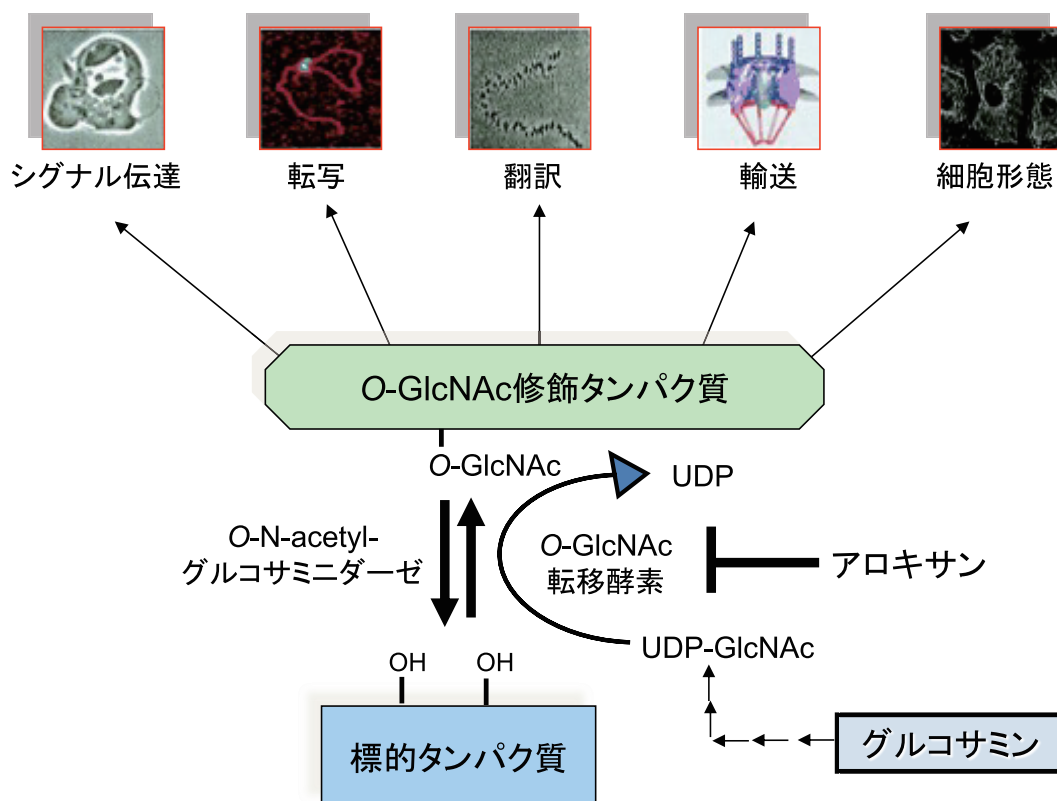 シグナル伝達
転写
翻訳
輸送
細胞形態
O-GlcNAc修飾タンパク質
O-GlcNAc
UDP
O-N-acetyl-
グルコサミニダーゼ
O-GlcNAc
転移酵素
アロキサン
UDP-GlcNAc
OH
OH
標的タンパク質
グルコサミン